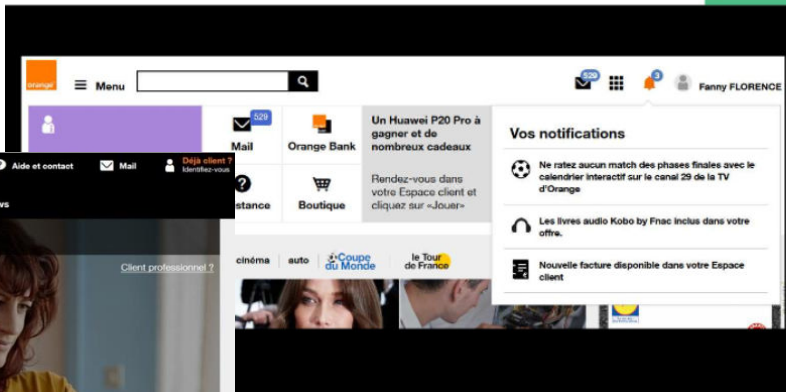 orange
Menu
529
3
Fanny FLORENCE
529
Mail
Orange Bank
Un Huawei P20 Pro à
gagner et de
nombreux cadeaux
Rendez-vous dans
votre Espace client et
cliquez sur «Jouer»
stance
Boutique
Vos notifications
Ne ratez aucun match des phases finales avec le
calendrier interactif sur le canal 29 de la TV
d'Orange
Les livres audio Kobo by Fnac inclus dans votre
offre.
Nouvelle facture disponible dans votre Espace
client
Aide et contact
Mail
Déjà client ?
Identifiez-vous
ws
Client professionnel ?
cinéma
auto
Coupe
du Monde
le Tour
de France